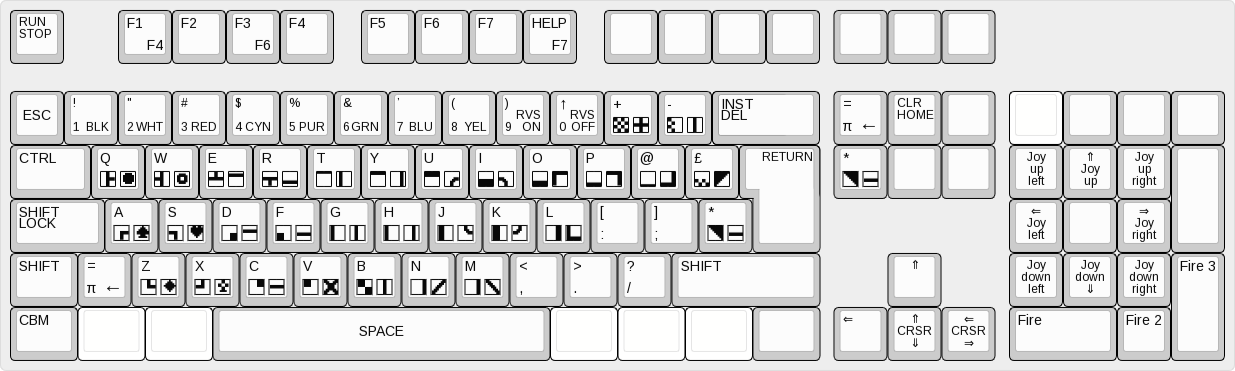 RUN
STOP
F1
F4
F2
F3
F6
F4
F5
F6
F7
HELP
F7
ESC
!
1 BLK
"
2 WHT
#
3 RED
$
4 CYN
%
5 PUR
&
6 GRN
'
7 BLU
(
8 YEL
)
RVS
9 ON
↑
RVS
0 OFF
+
-
INST
DEL
=
π ←
CLR
HOME
CTRL
Q
W
E
R
T
Y
U
I
O
P
@
£
RETURN
*
Joy
up
left
⇑
Joy
up
Joy
up
right
SHIFT
LOCK
A
S
D
F
G
H
J
K
L
[
:
]
;
*
⇐
Joy
left
⇒
Joy
right
SHIFT
=
π ←
Z
X
C
V
B
N
M
<
,
>
.
?
/
SHIFT
⇑
Joy
down
left
Joy
down
⇓
Joy
down
right
Fire 3
CBM
SPACE
⇐
⇑
CRSR
⇓
⇐
CRSR
⇒
Fire
Fire 2